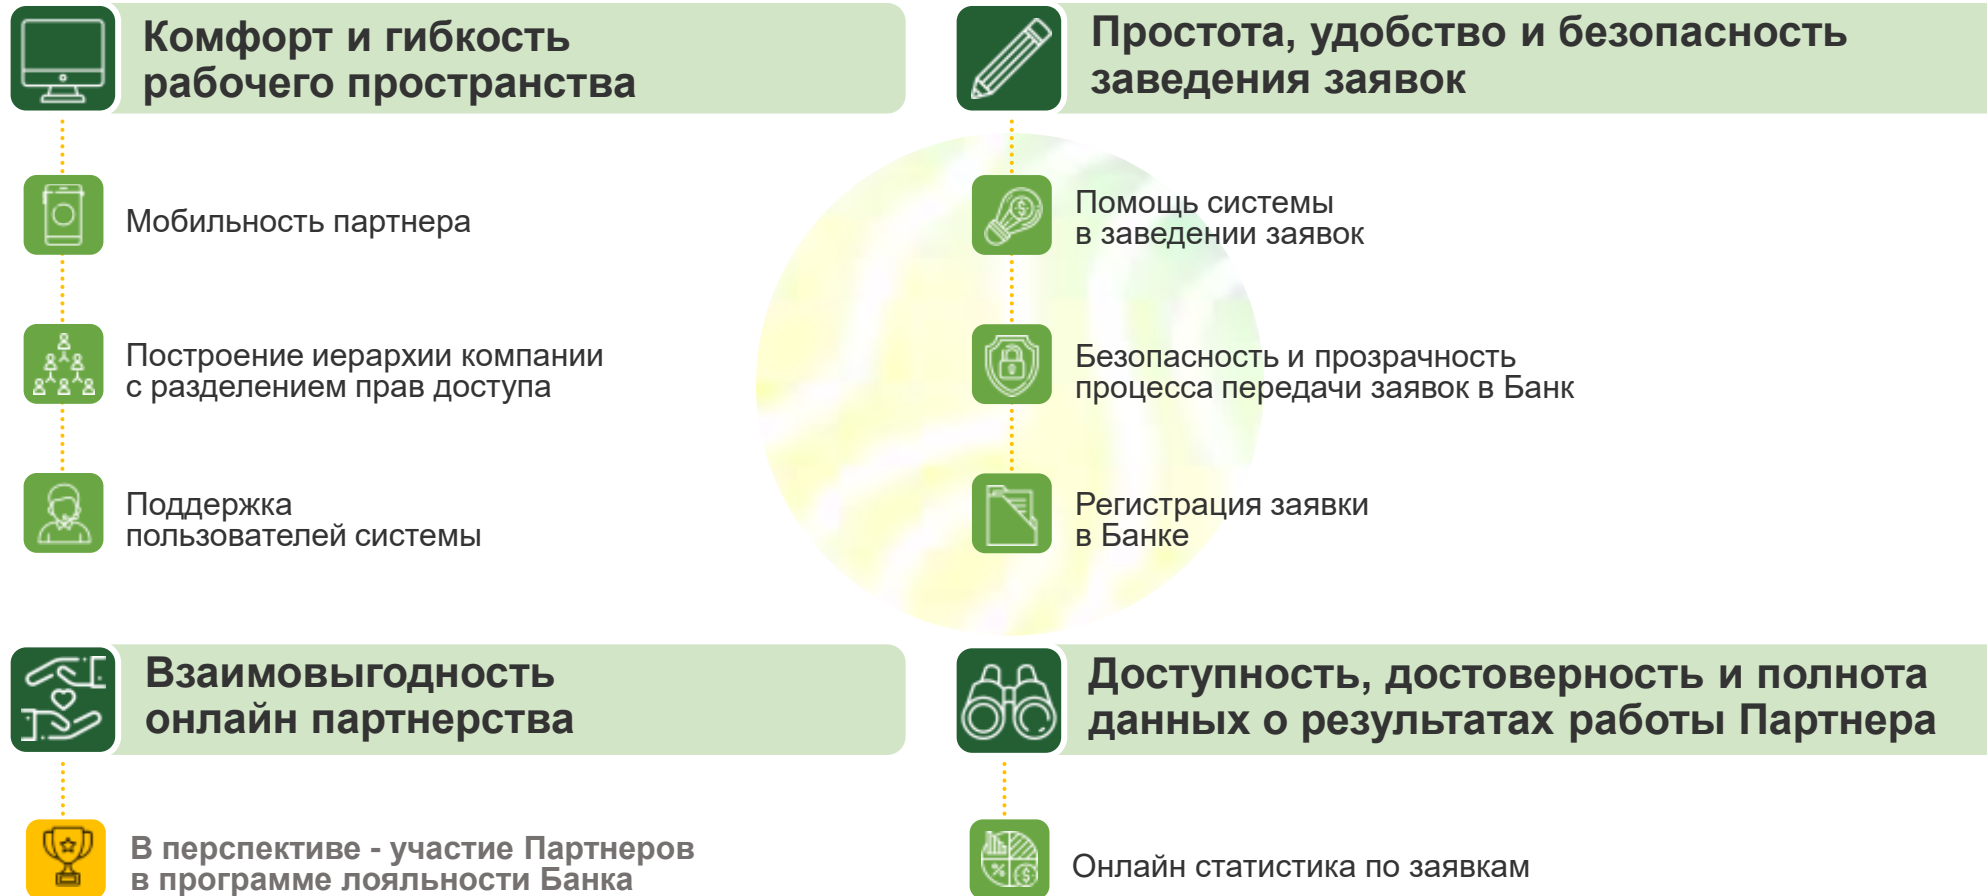 Комфорт и гибкость
рабочего пространства
Мобильность партнера
Построение иерархии компании
с разделением прав доступа
Поддержка
пользователей системы
Простота, удобство и безопасность
заведения заявок
Помощь системы
в заведении заявок
Безопасность и прозрачность
процесса передачи заявок в Банк
Регистрация заявки
в Банке
Взаимовыгодность
онлайн партнерства
В перспективе - участие Партнеров
в программе лояльности Банка
Доступность, достоверность и полнота
данных о результатах работы Партнера
Онлайн статистика по заявкам